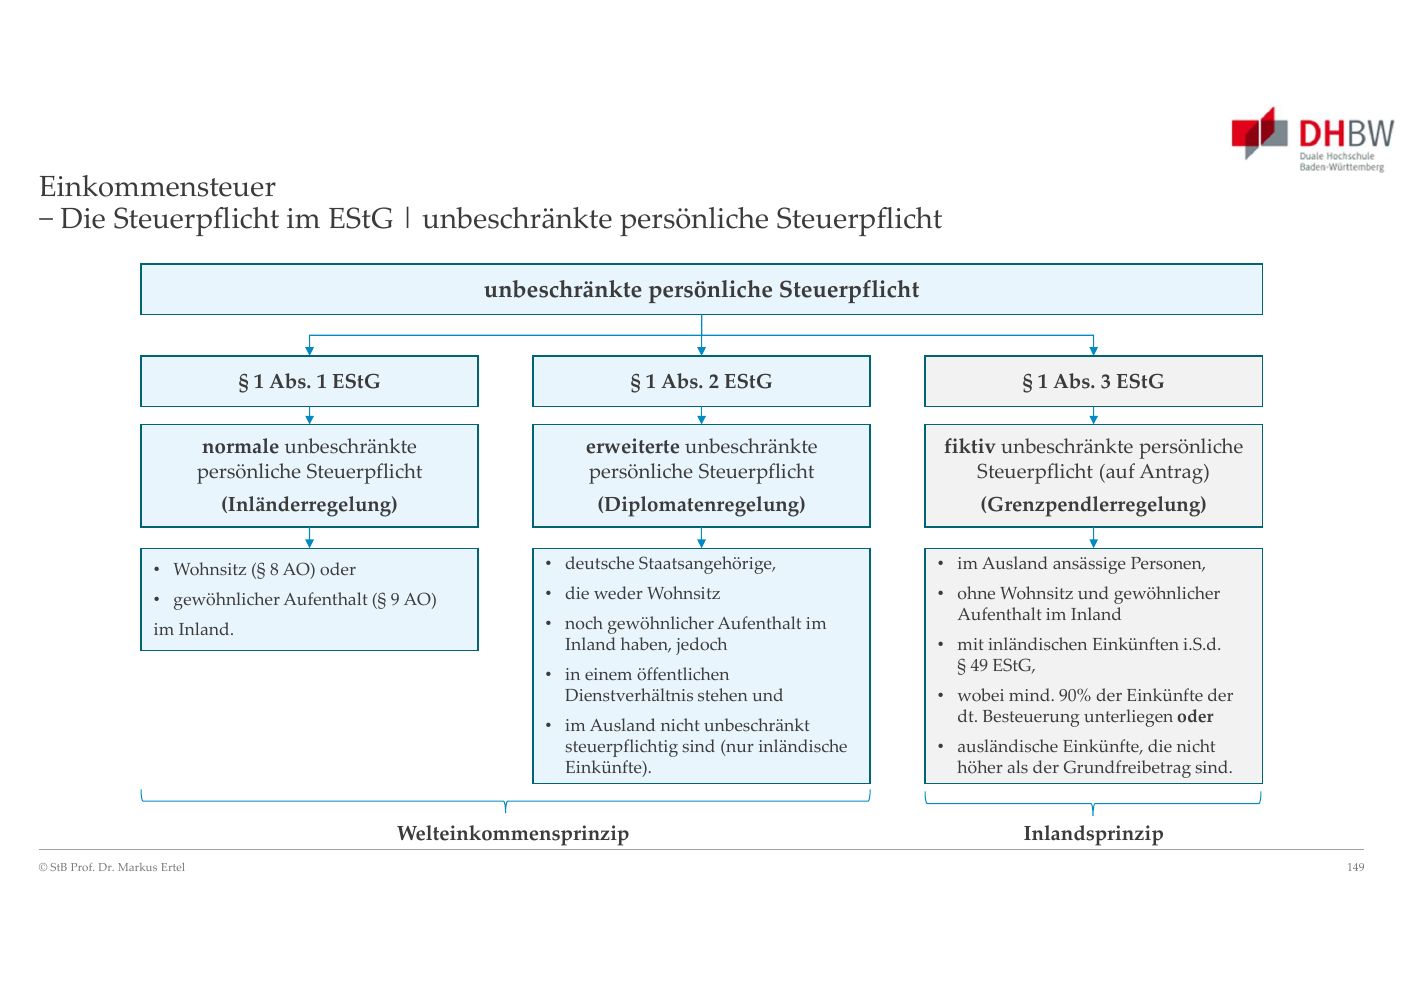 DHBW
Duale Hochschule
Baden-Württemberg
Einkommensteuer
– Die Steuerpflicht im EStG | unbeschränkte persönliche Steuerpflicht
unbeschränkte persönliche Steuerpflicht
§ 1 Abs. 1 EStG
normale unbeschränkte
persönliche Steuerpflicht
(Inländerregelung)
• Wohnsitz (§ 8 AO) oder
• gewöhnlicher Aufenthalt (§ 9 AO)
im Inland.
§ 1 Abs. 2 EStG
erweiterte unbeschränkte
persönliche Steuerpflicht
(Diplomatenregelung)
• deutsche Staatsangehörige,
• die weder Wohnsitz
• noch gewöhnlicher Aufenthalt im
Inland haben, jedoch
• in einem öffentlichen
Dienstverhältnis stehen und
• im Ausland nicht unbeschränkt
steuerpflichtig sind (nur inländische
Einkünfte).
§ 1 Abs. 3 EStG
fiktiv unbeschränkte persönliche
Steuerpflicht (auf Antrag)
(Grenzpendlerregelung)
• im Ausland ansässige Personen,
• ohne Wohnsitz und gewöhnlicher
Aufenthalt im Inland
• mit inländischen Einkünften i.S.d.
§ 49 EStG,
• wobei mind. 90% der Einkünfte der
dt. Besteuerung unterliegen oder
• ausländische Einkünfte, die nicht
höher als der Grundfreibetrag sind.
Welteinkommensprinzip
Inlandsprinzip
© StB Prof. Dr. Markus Ertel
149